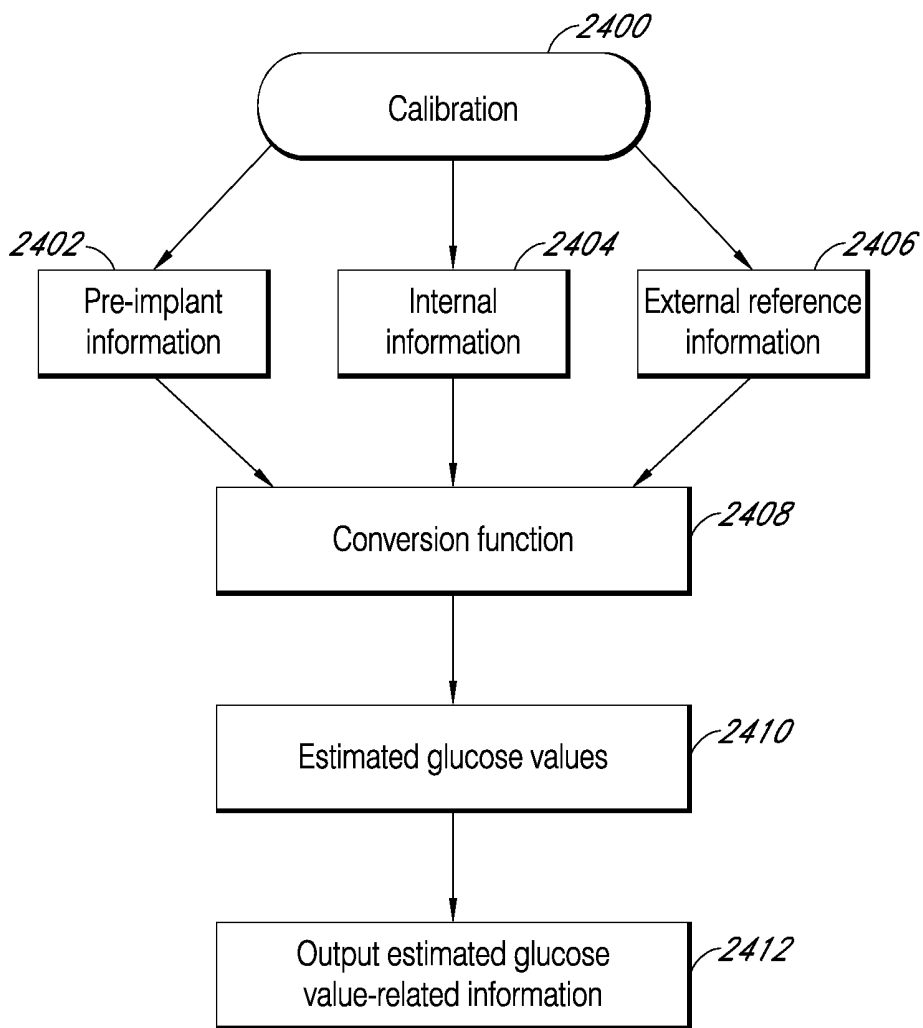 2400
Calibration
2402
Pre-implant
information
2404
Internal
information
2406
External reference
information
2408
Conversion function
2410
Estimated glucose values
2412
Output estimated glucose
value-related information